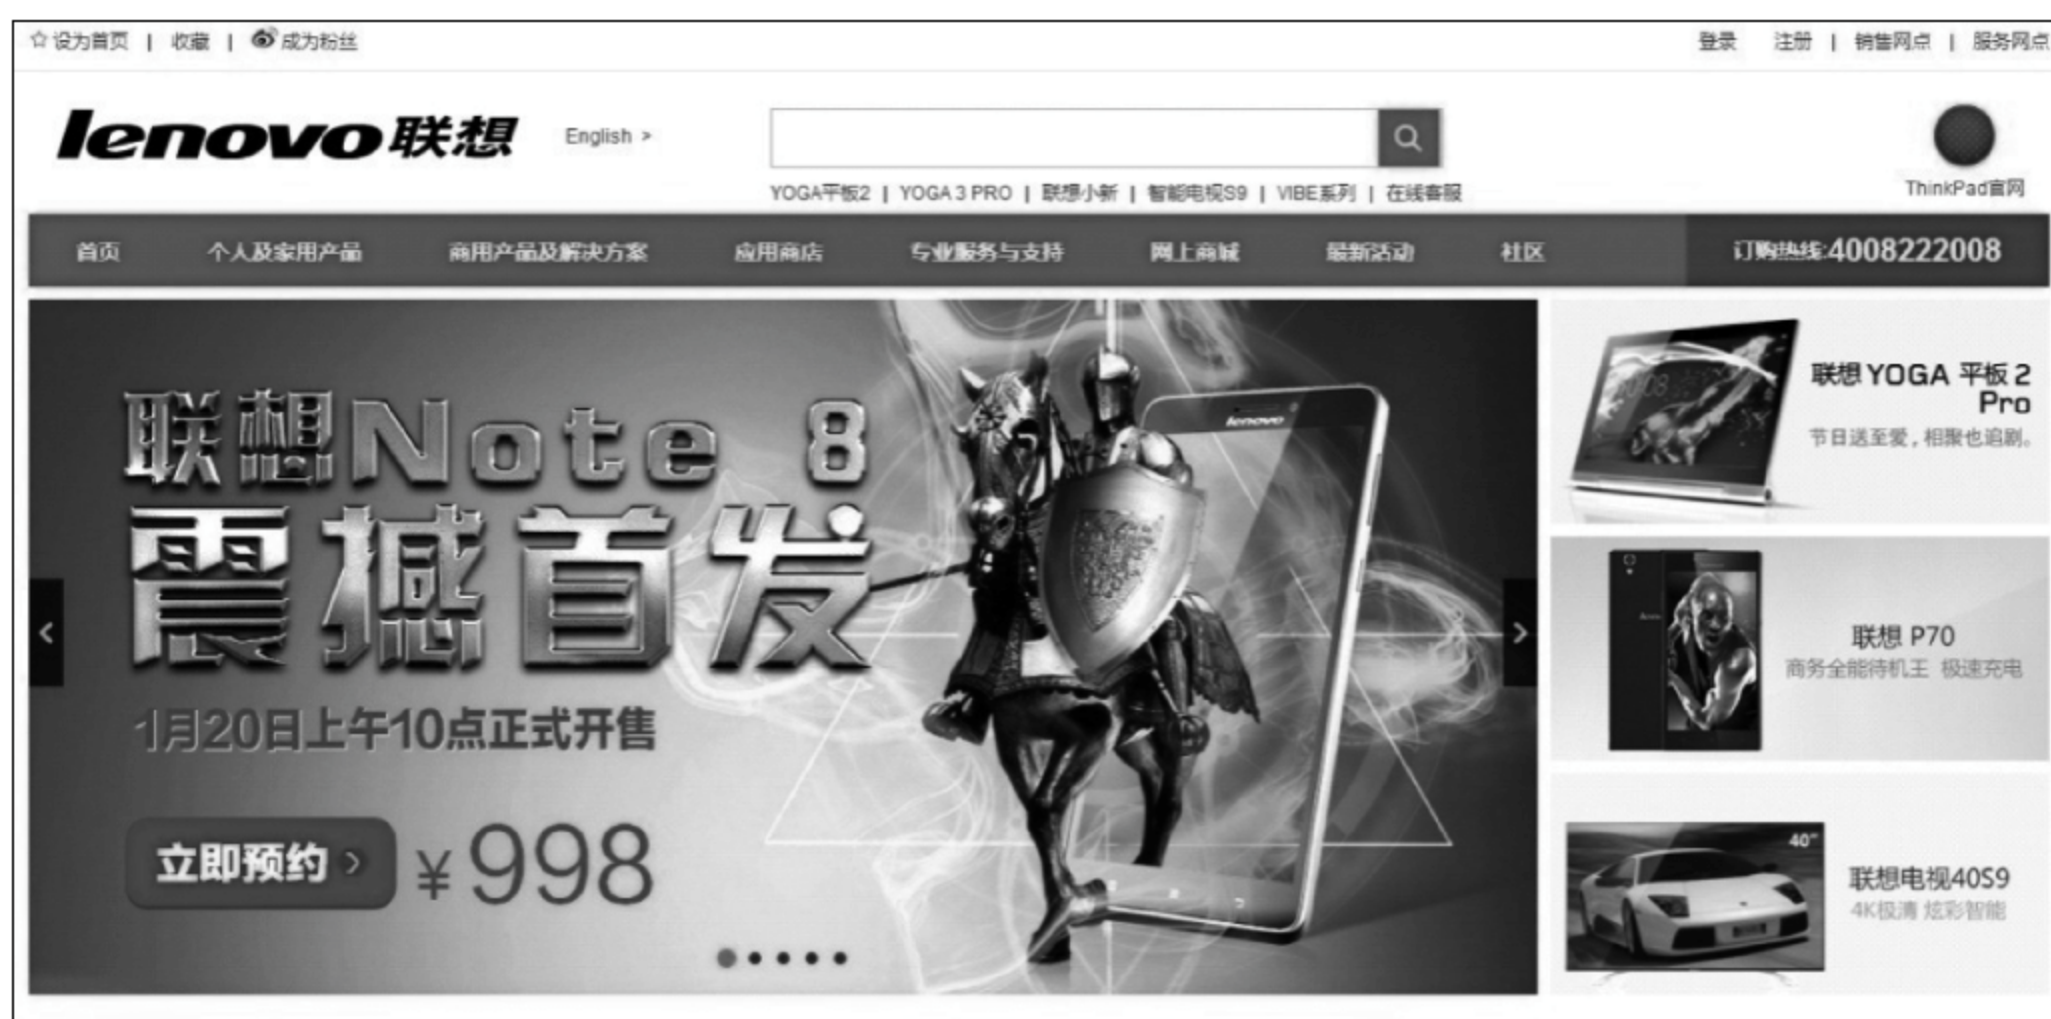 设为首页 | 收藏 | 成为粉丝
登录 注册 | 销售网点 | 服务网点
lenovo联想
English >
ThinkPad官网
YOGA平板2 | YOGA 3 PRO | 联想小新 | 智能电视S9 | VIBE系列 | 在线客服
首页 个人及家用产品 商用产品及解决方案 应用商店 专业服务与支持 网上商城 最新活动 社区 订购热线:4008222008
联想Note 8
震撼首发
1月20日上午10点正式开售
立即预约 > ¥998
lenovo
联想YOGA 平板 2
Pro
节日送至爱，相聚也追剧。
联想 P70
商务全能待机王 极速充电
40"
联想电视40S9
4K极清 炫彩智能